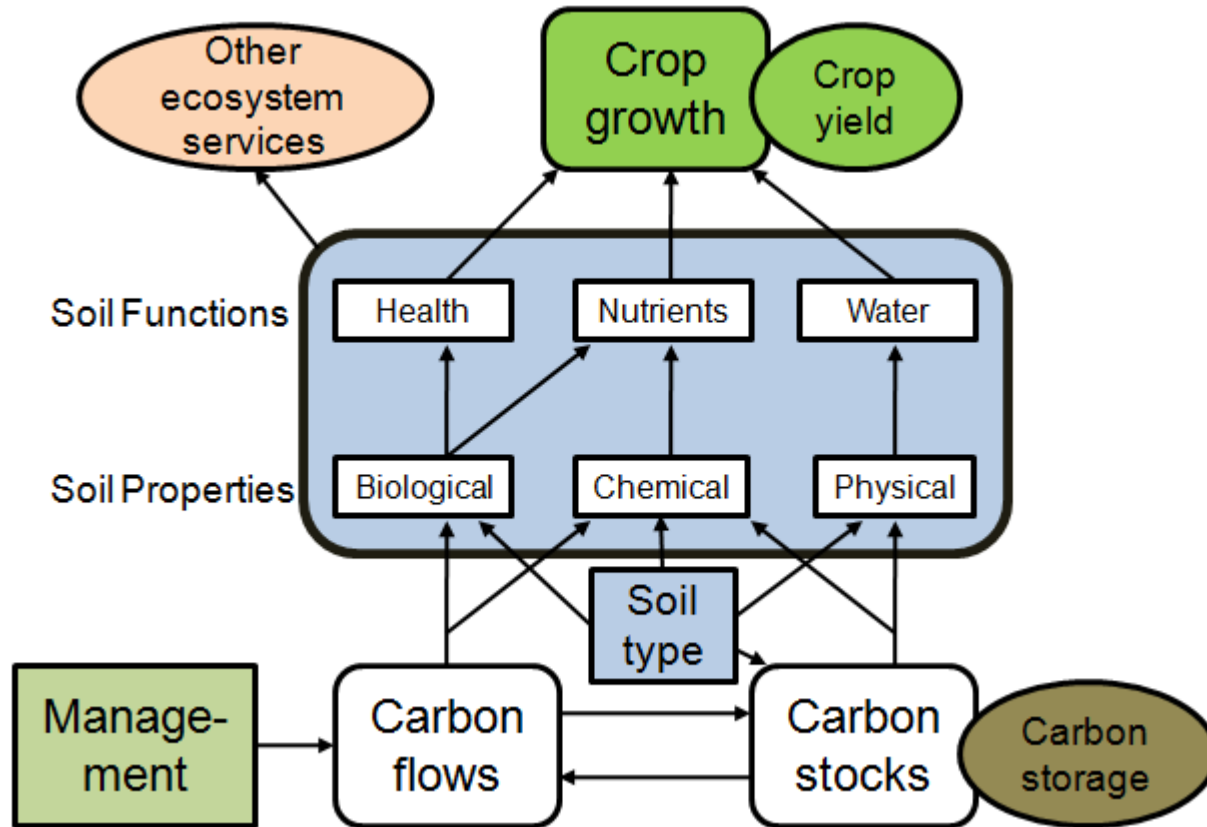 Other
ecosystem
services
Crop
growth
Crop
yield
Soil Functions
Health
Nutrients
Water
Soil Properties
Biological
Chemical
Physical
Soil
type
Manage-
ment
Carbon
flows
Carbon
stocks
Carbon
storage